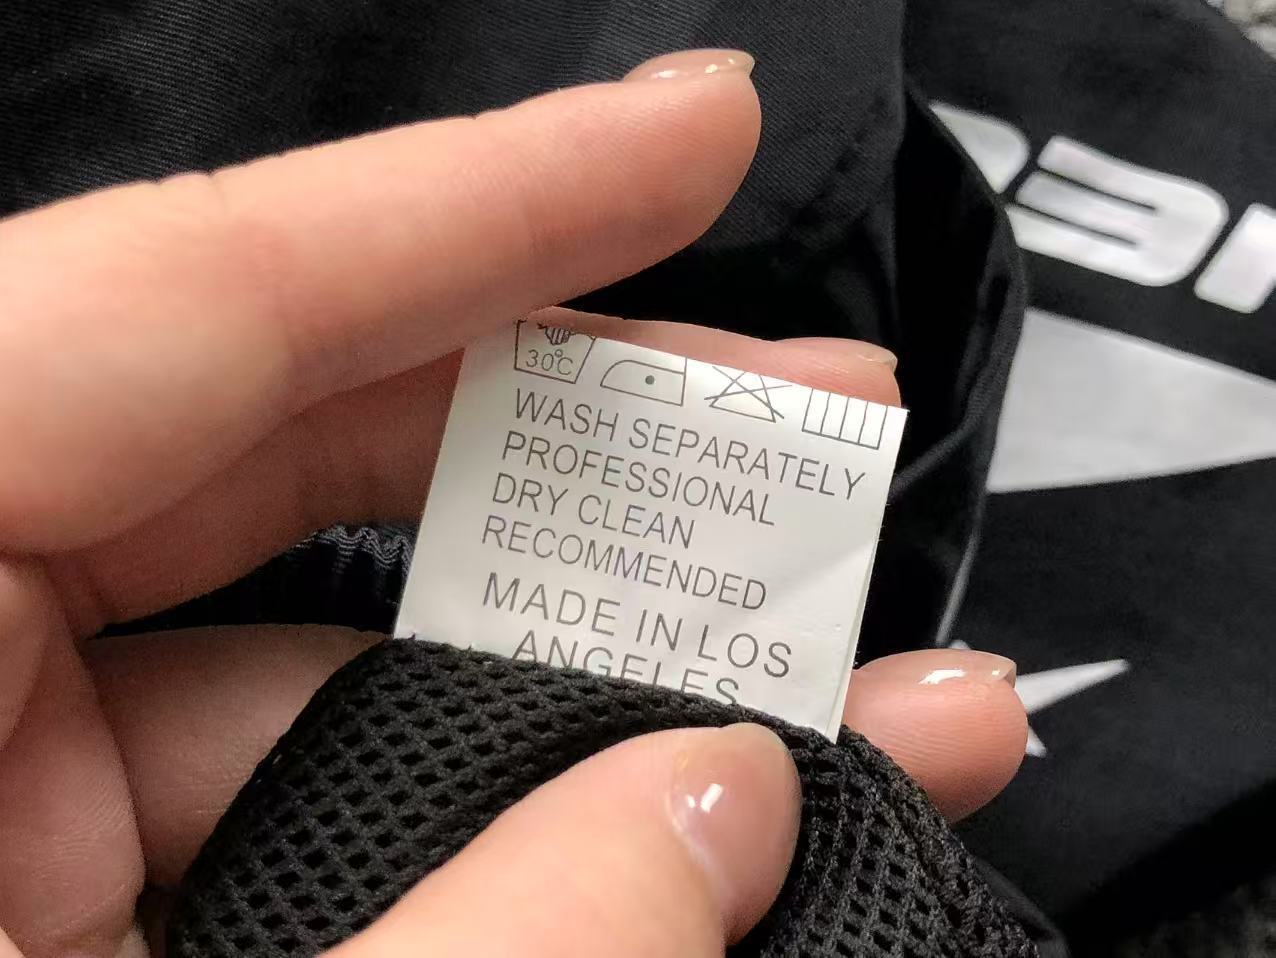 30°C
WASH SEPARATELY
PROFESSIONAL
DRY CLEAN
RECOMMENDED
MADE IN LOS
ANGELES